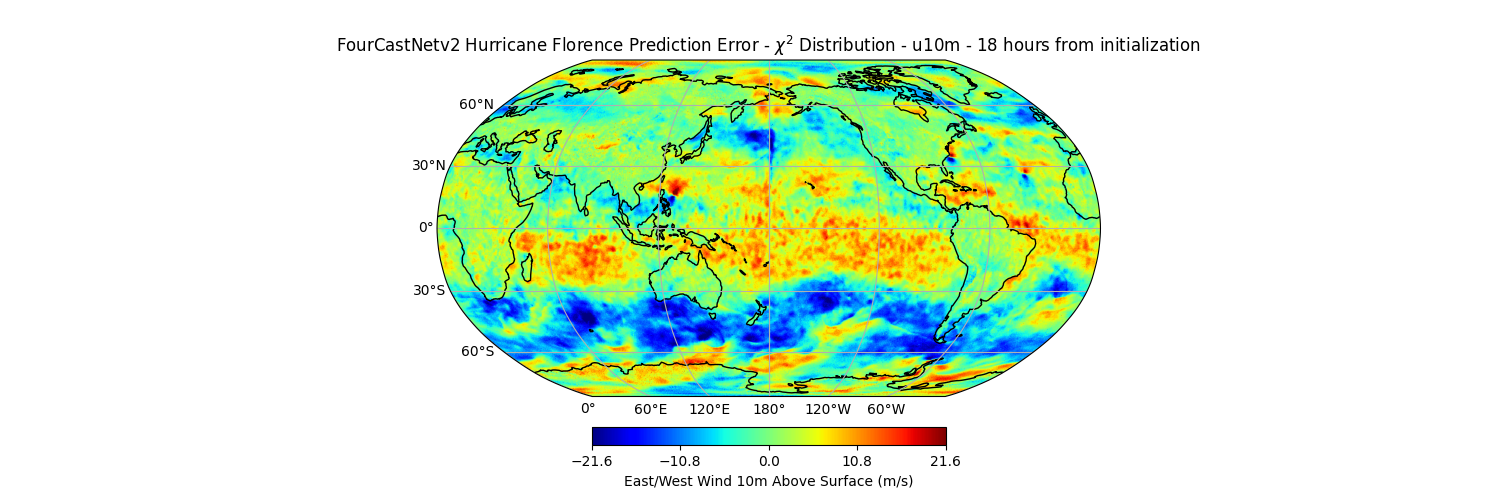 FourCastNetv2 Hurricane Florence Prediction Error - χ² Distribution - u10m - 18 hours from initialization
60°N
30°N
0°
30°S
60°S
0° 60°E 120°E 180° 120°W 60°W
−21.6 −10.8 0.0 10.8 21.6
East/West Wind 10m Above Surface (m/s)